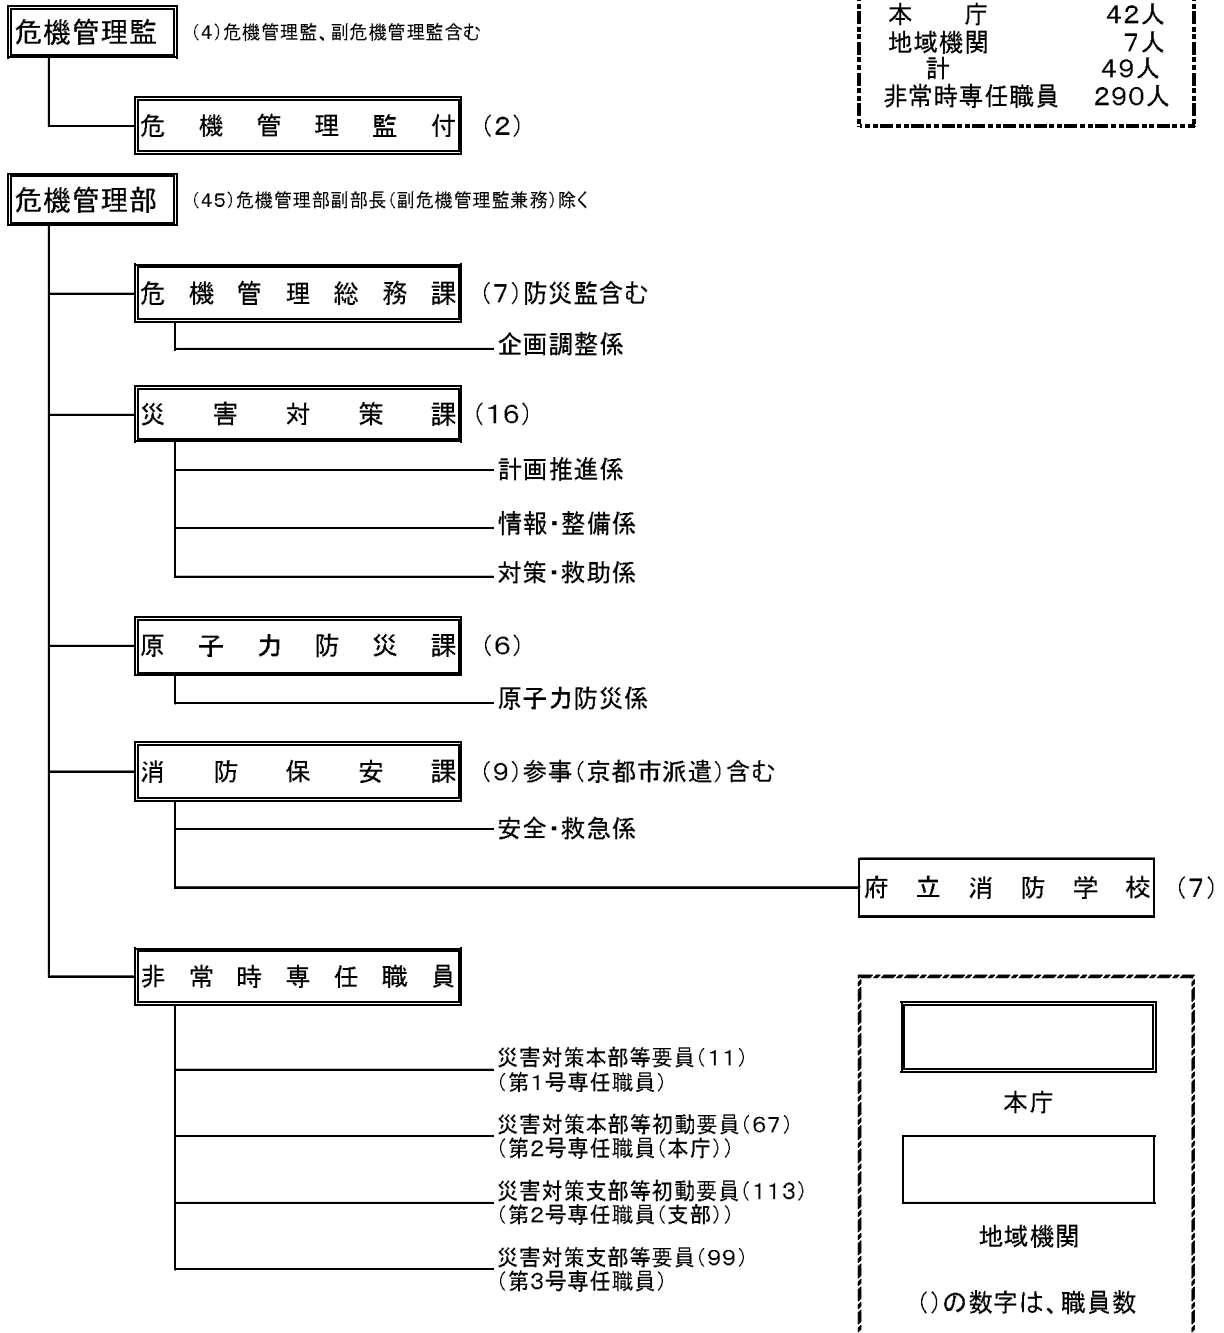 危機管理監 (4)危機管理監、副危機管理監含む
本庁 42人
地域機関 7人
計 49人
非常時専任職員 290人
危機管理監付 (2)
危機管理部 (45)危機管理部副部長(副危機管理監兼務)除く
危機管理総務課 (7)防災監含む
企画調整係
災害対策課 (16)
計画推進係
情報・整備係
対策・救助係
原子力防災課 (6)
原子力防災係
消防保安課 (9)参事(京都市派遣)含む
安全・救急係
府立消防学校 (7)
非常時専任職員
災害対策本部等要員(11)
(第1号専任職員)
災害対策本部等初動要員(67)
(第2号専任職員(本庁))
災害対策支部等初動要員(113)
(第2号専任職員(支部))
災害対策支部等要員(99)
(第3号専任職員)
本庁
地域機関
()の数字は、職員数